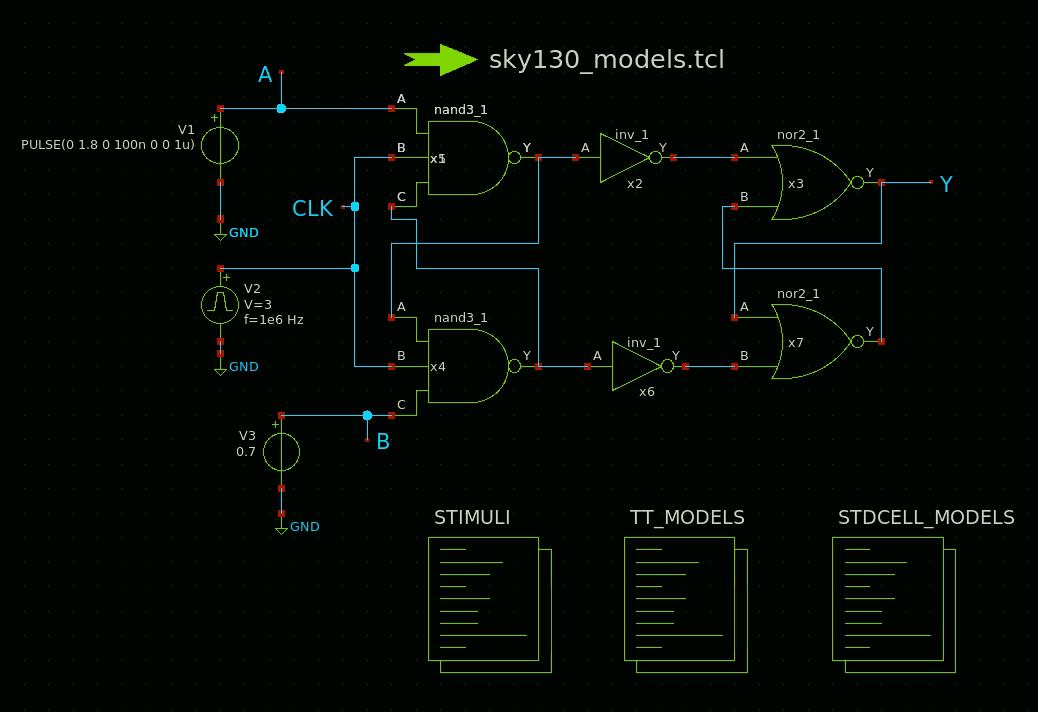 sky130_models.tcl
A
V1
PULSE(0 1.8 0 100n 0 0 1u)
GND
CLK
V2
V=3
f=1e6 Hz
GND
V3
0.7
GND
B
nand3_1
A
B
C
Y
inv_1
A
Y
x2
nor2_1
A
B
x3
Y
Y
nand3_1
A
B
C
x4
Y
inv_1
A
Y
x6
nor2_1
A
B
x7
Y
STIMULI
TT_MODELS
STDCELL_MODELS